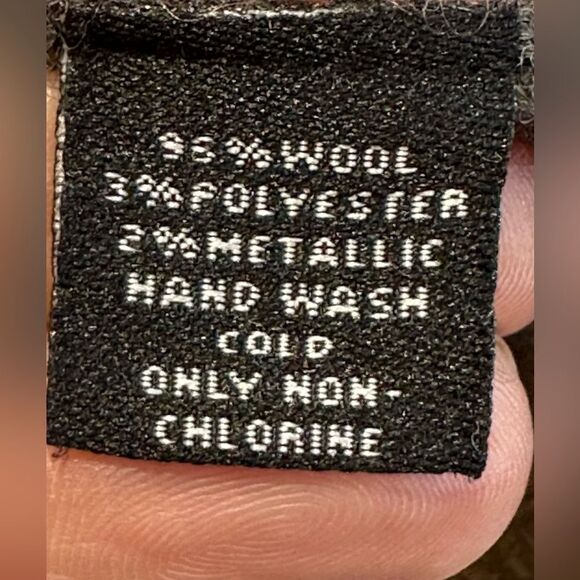 95%WOOL
3%POLYESTER
2%METALLIC
HAND WASH
COLD
ONLY NON-
CHLORINE